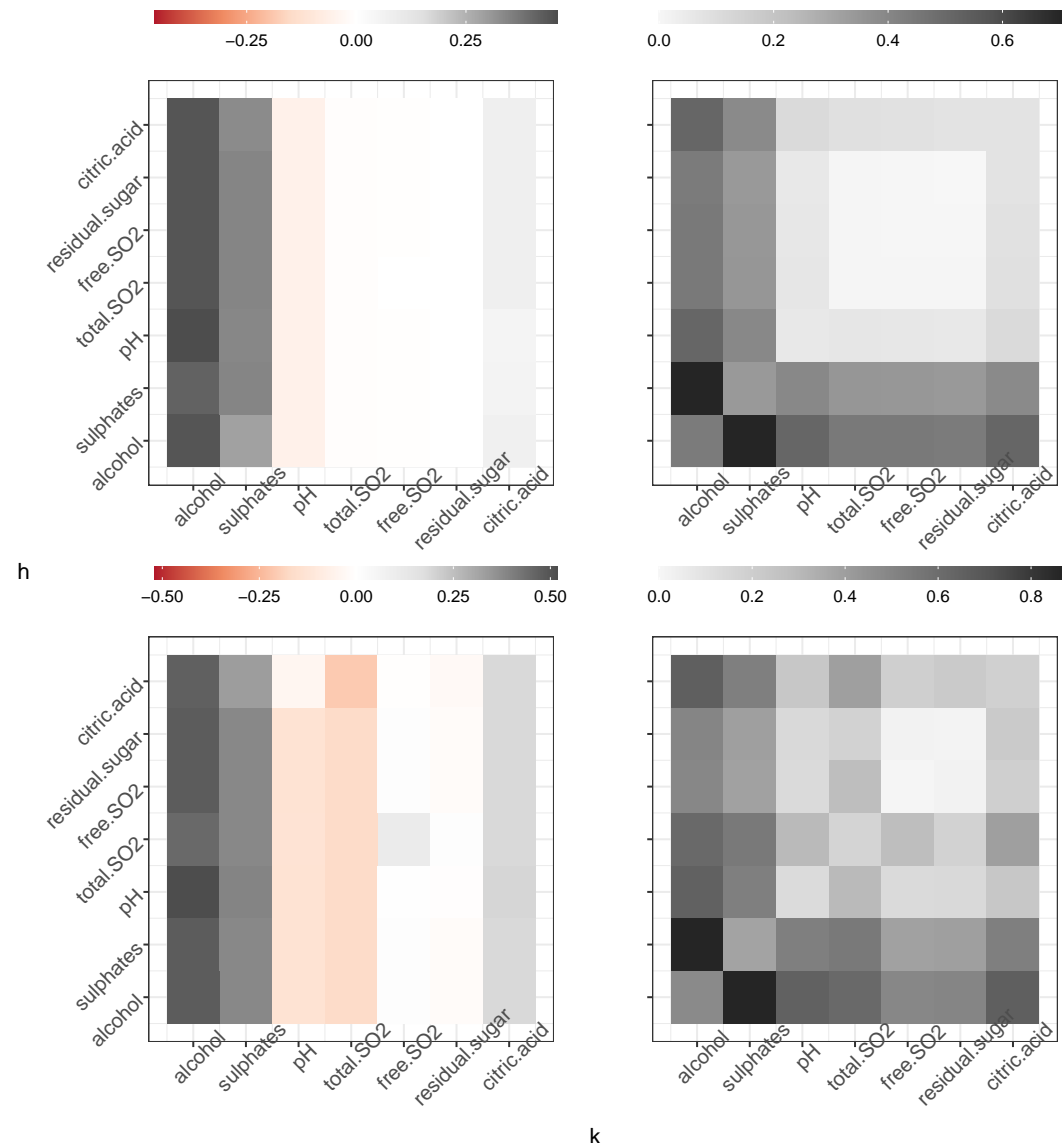 −0.25 0.00 0.25
0.0 0.2 0.4 0.6
citric.acid
residual.sugar
free.SO2
total.SO2
pH
sulphates
alcohol
alcohol sulphates pH total.SO2 free.SO2 residual.sugar citric.acid
alcohol sulphates pH total.SO2 free.SO2 residual.sugar citric.acid
h
−0.50 −0.25 0.00 0.25 0.50
0.0 0.2 0.4 0.6 0.8
citric.acid
residual.sugar
free.SO2
total.SO2
pH
sulphates
alcohol
alcohol sulphates pH total.SO2 free.SO2 residual.sugar citric.acid
alcohol sulphates pH total.SO2 free.SO2 residual.sugar citric.acid
k